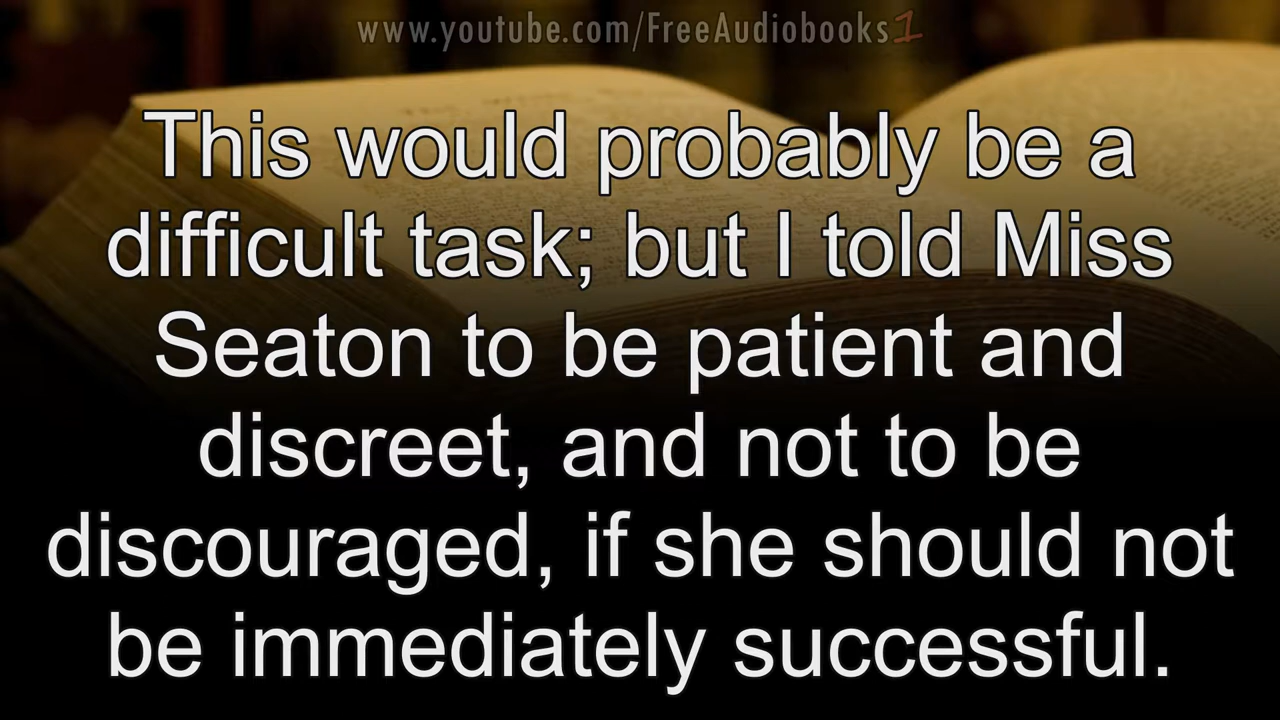 www.youtube.com/FreeAudiobooks1
This would probably be a
difficult task; but I told Miss
Seaton to be patient and
discreet, and not to be
discouraged, if she should not
be immediately successful.